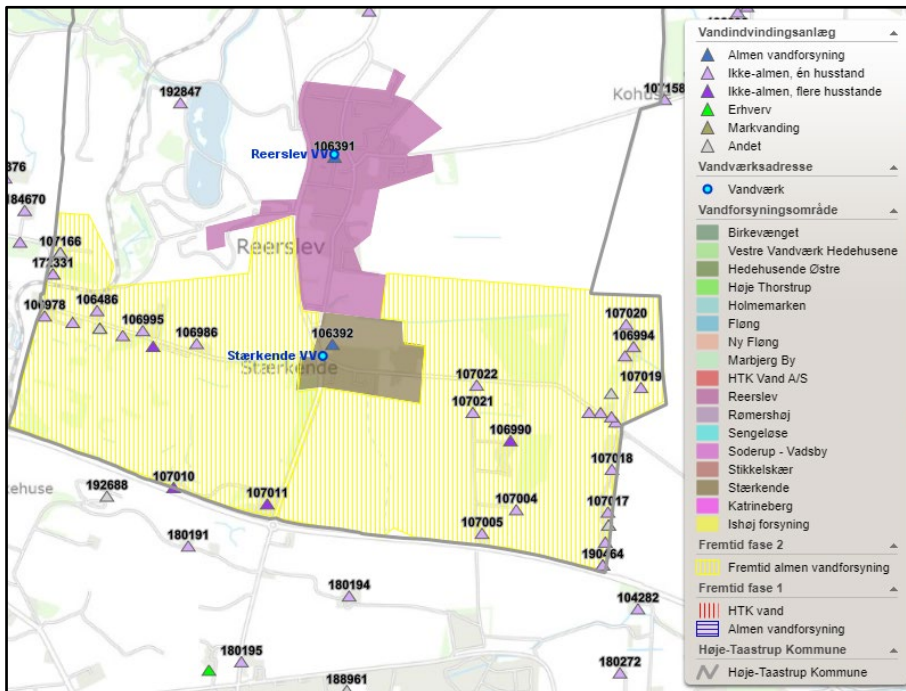 192847
Kohuse
107158
106391
Reerslev VV
376
184670
Reerslev
107166
172331
106978
106486
106995
106986
106392
Stærkende VV
Stærkende
107020
106994
107022
107019
107021
106990
107018
107010
192688
107011
107004
107017
107005
180191
190464
180194
104282
180195
188961
180272
Vandindvindingsanlæg
Almen vandforsyning
Ikke-almen, én husstand
Ikke-almen, flere husstande
Erhverv
Markvanding
Andet
Vandværksadresse
Vandværk
Vandforsyningsområde
Birkevænget
Vestre Vandværk Hedehusene
Hedehusende Østre
Høje Thorstrup
Holmemarken
Fløng
Ny Fløng
Marbjerg By
HTK Vand A/S
Reerslev
Rømershøj
Sengeløse
Soderup - Vadsby
Stikkelskær
Stærkende
Katrineberg
Ishøj forsyning
Fremtid fase 2
Fremtid almen vandforsyning
Fremtid fase 1
HTK vand
Almen vandforsyning
Høje-Taastrup Kommune
Høje-Taastrup Kommune